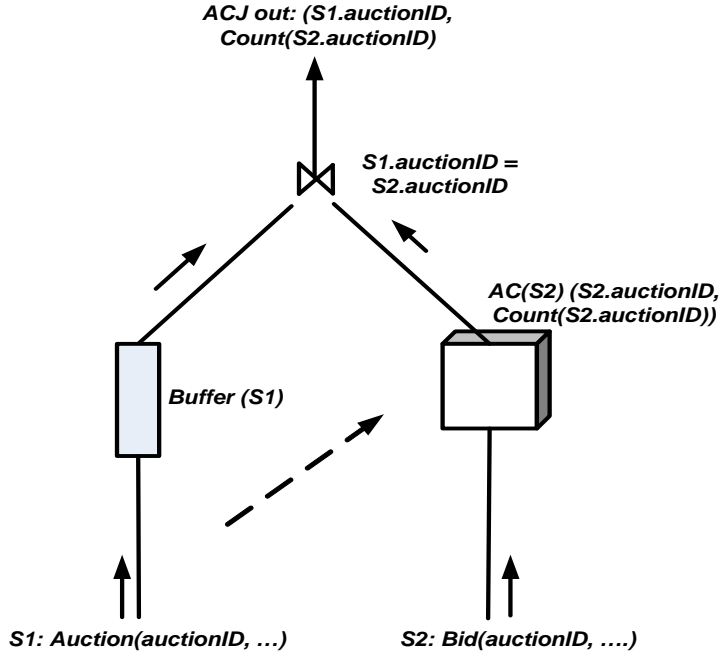 ACJ out: (S1.auctionID,
Count(S2.auctionID)
S1.auctionID =
S2.auctionID
AC(S2) (S2.auctionID,
Count(S2.auctionID))
Buffer (S1)
S1: Auction(auctionID, …)
S2: Bid(auctionID, ….)